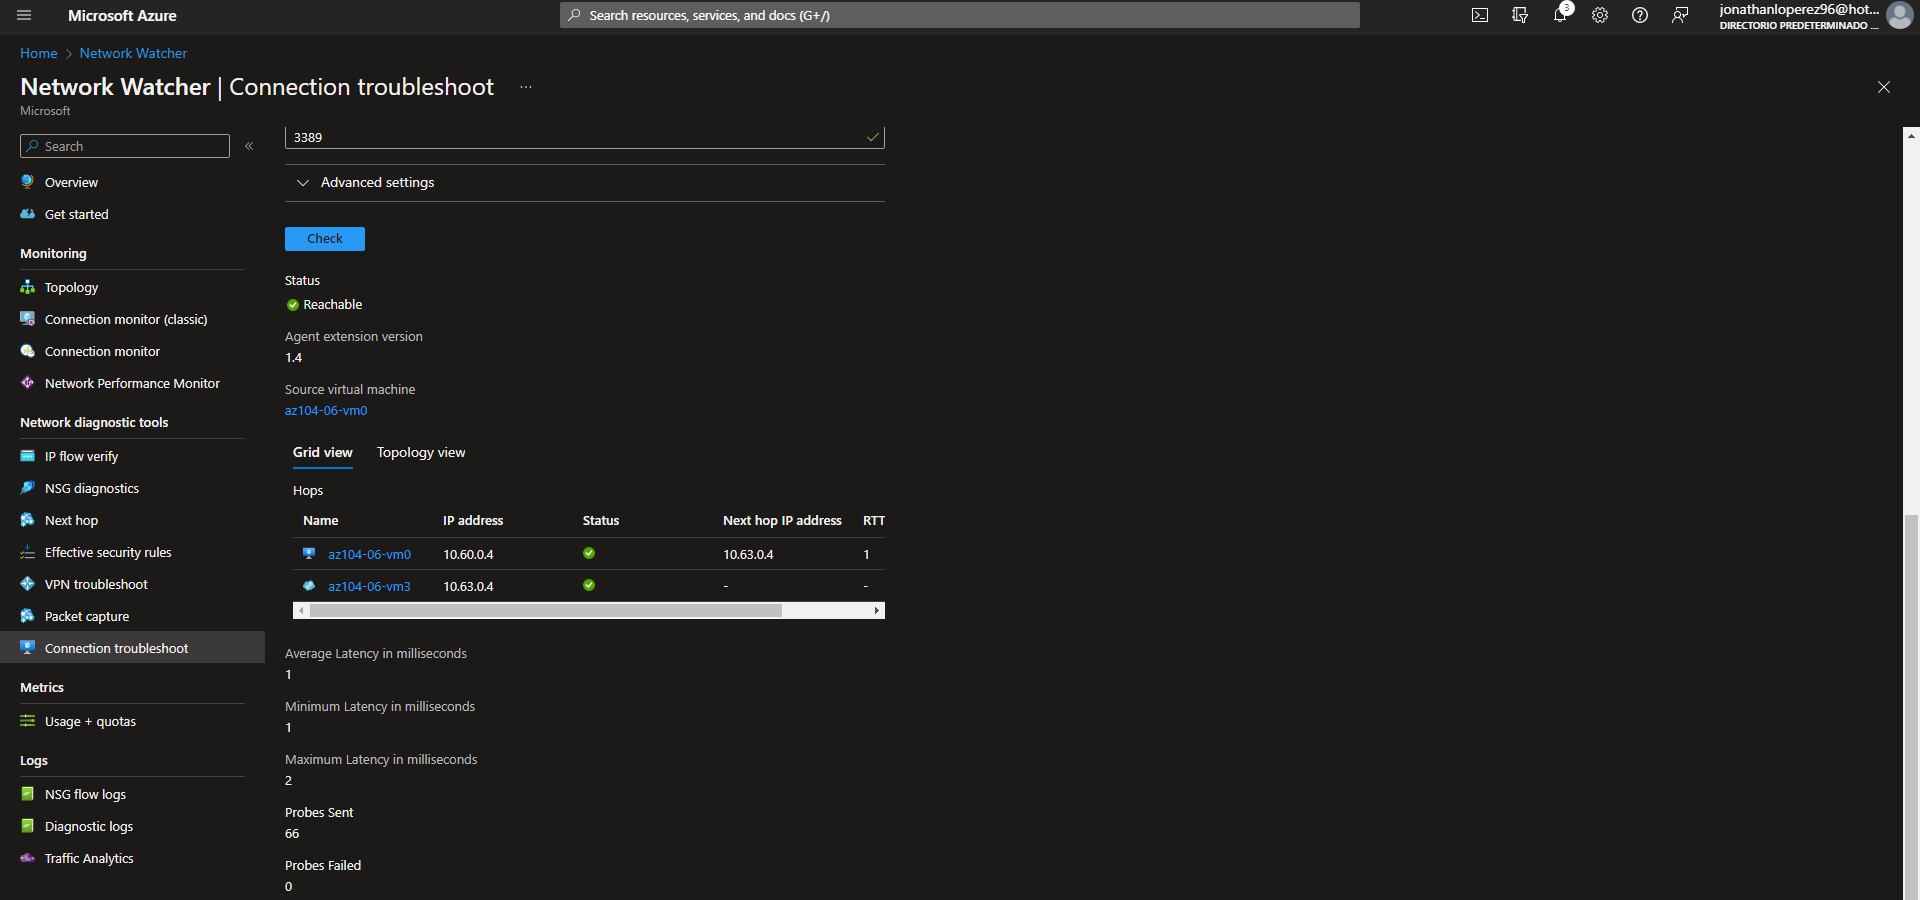 Microsoft Azure
Search resources, services, and docs (G+/)
3
jonathanloperez96@hot...
DIRECTORIO PREDETERMINADO ...
Home > Network Watcher
Network Watcher | Connection troubleshoot ...
Microsoft
Search
«
Overview
Get started
Monitoring
Topology
Connection monitor (classic)
Connection monitor
Network Performance Monitor
Network diagnostic tools
IP flow verify
NSG diagnostics
Next hop
Effective security rules
VPN troubleshoot
Packet capture
Connection troubleshoot
Metrics
Usage + quotas
Logs
NSG flow logs
Diagnostic logs
Traffic Analytics
3389
Advanced settings
Check
Status
Reachable
Agent extension version
1.4
Source virtual machine
az104-06-vm0
Grid view Topology view
Hops
Name IP address Status Next hop IP address RTT
az104-06-vm0 10.60.0.4 10.63.0.4 1
az104-06-vm3 10.63.0.4 - -
Average Latency in milliseconds
1
Minimum Latency in milliseconds
1
Maximum Latency in milliseconds
2
Probes Sent
66
Probes Failed
0